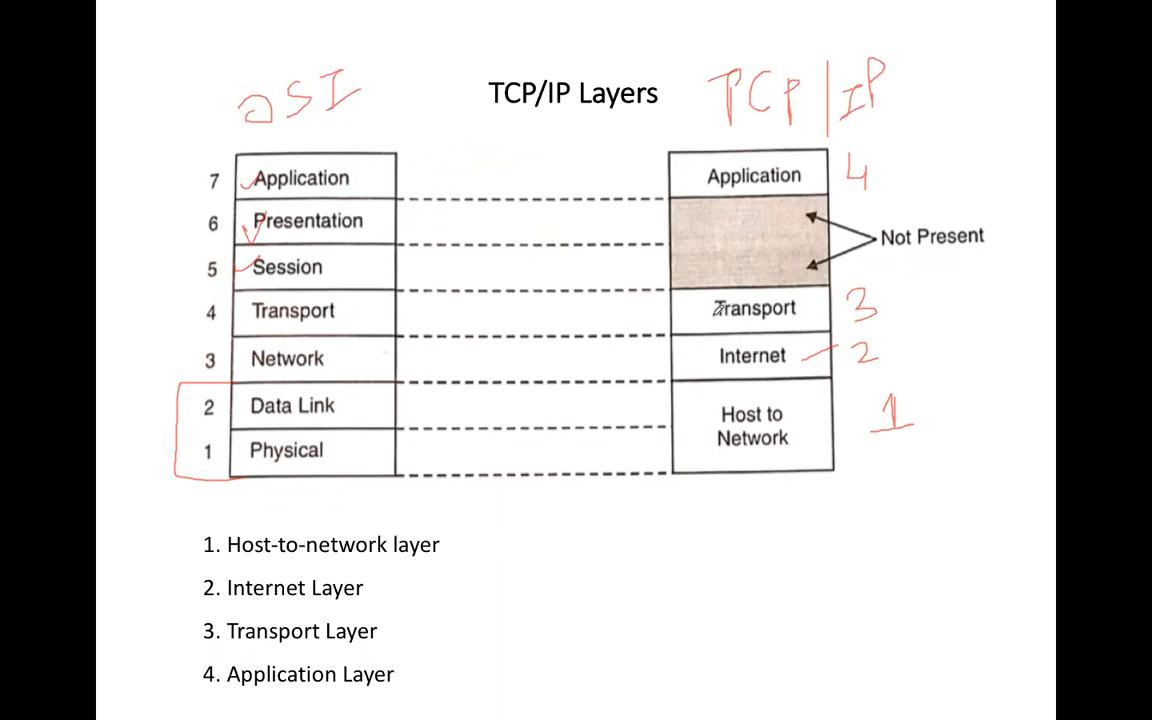 OSI
TCP/IP Layers
TCP/IP
7 Application
Application 4
6 Presentation
Not Present
5 Session
4 Transport
Transport 3
3 Network
Internet 2
2 Data Link
Host to
Network
1
1 Physical
1. Host-to-network layer
2. Internet Layer
3. Transport Layer
4. Application Layer